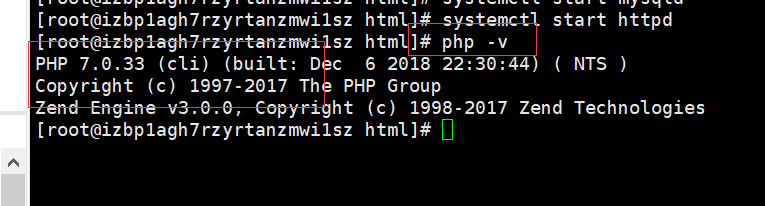 [root@izbp1agh7rzyrtanzmwi1sz html]# systemctl start mysqld
[root@izbp1agh7rzyrtanzmwi1sz html]# systemctl start httpd
[root@izbp1agh7rzyrtanzmwi1sz html]# php -v
PHP 7.0.33 (cli) (built: Dec  6 2018 22:30:44) ( NTS )
Copyright (c) 1997-2017 The PHP Group
Zend Engine v3.0.0, Copyright (c) 1998-2017 Zend Technologies
[root@izbp1agh7rzyrtanzmwi1sz html]#